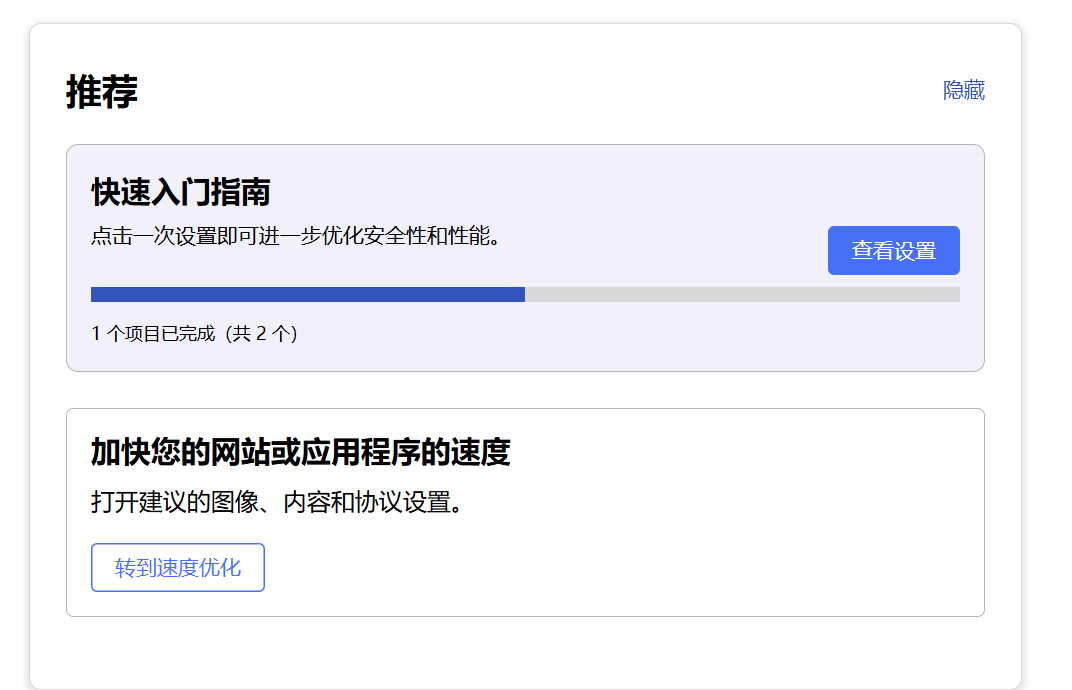 推荐
隐藏
快速入门指南
点击一次设置即可进一步优化安全性和性能。
查看设置
1 个项目已完成（共 2 个）
加快您的网站或应用程序的速度
打开建议的图像、内容和协议设置。
转到速度优化